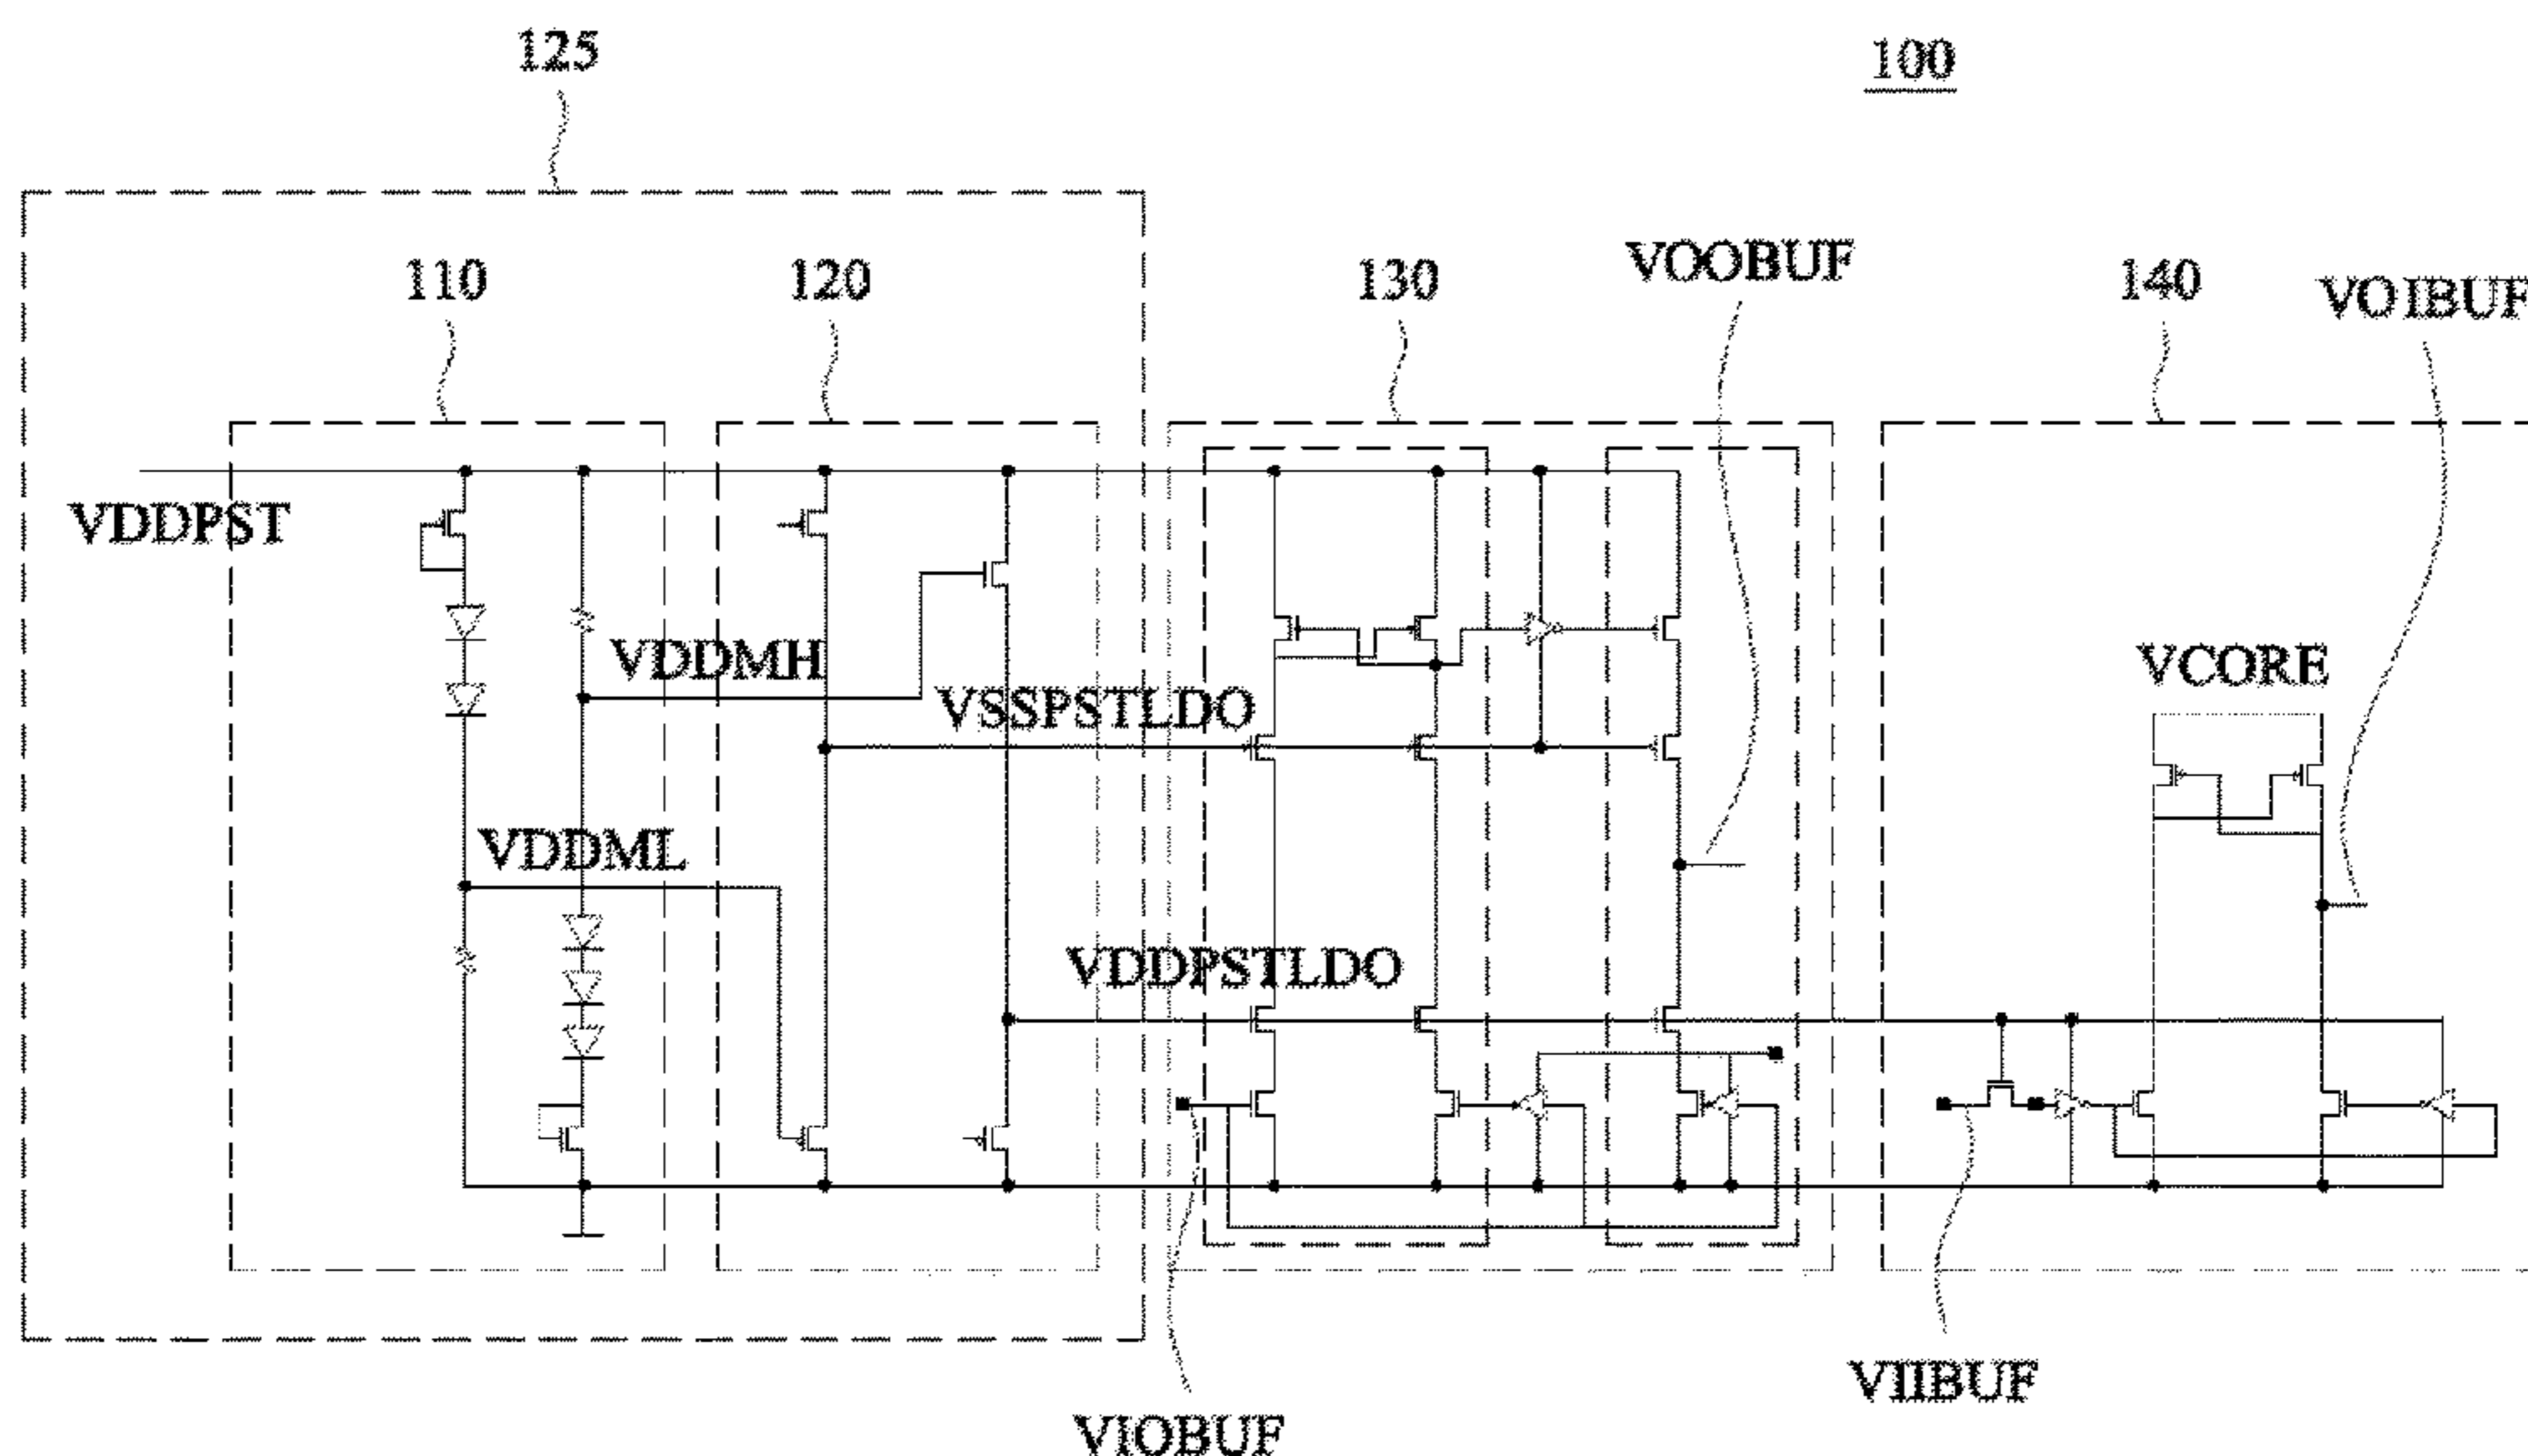 125
100
110
120
130
VOOBUF
140
VOIBUF
VDDPST
VDDMH
VSSPSTLDO
VCORE
VDDML
VDDPSTLDO
VIIBUF
VIOBUF